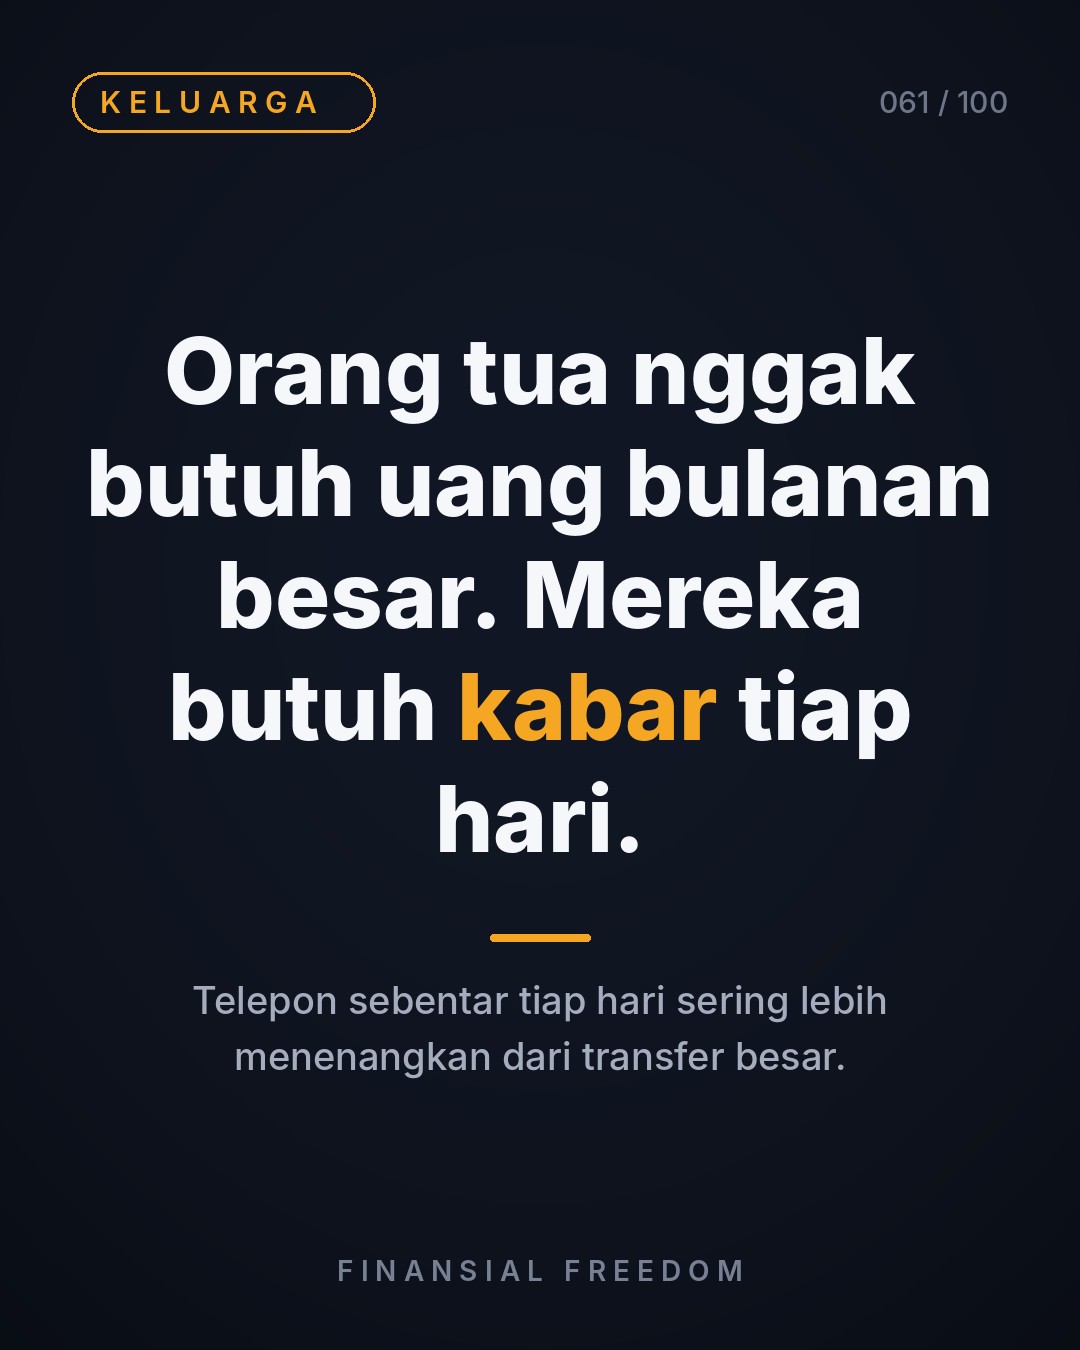 KELUARGA
061 / 100
Orang tua nggak
butuh uang bulanan
besar. Mereka
butuh kabar tiap
hari.
Telepon sebentar tiap hari sering lebih
menenangkan dari transfer besar.
FINANSIAL FREEDOM